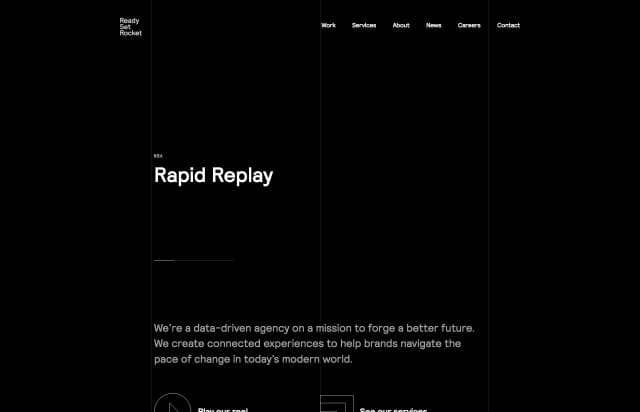 Ready
Set
Rocket
Work Services About News Careers Contact
Rapid Replay
We're a data-driven agency on a mission to forge a better future.
We create connected experiences to help brands navigate the
pace of change in today's modern world.
Play our reel
See our services